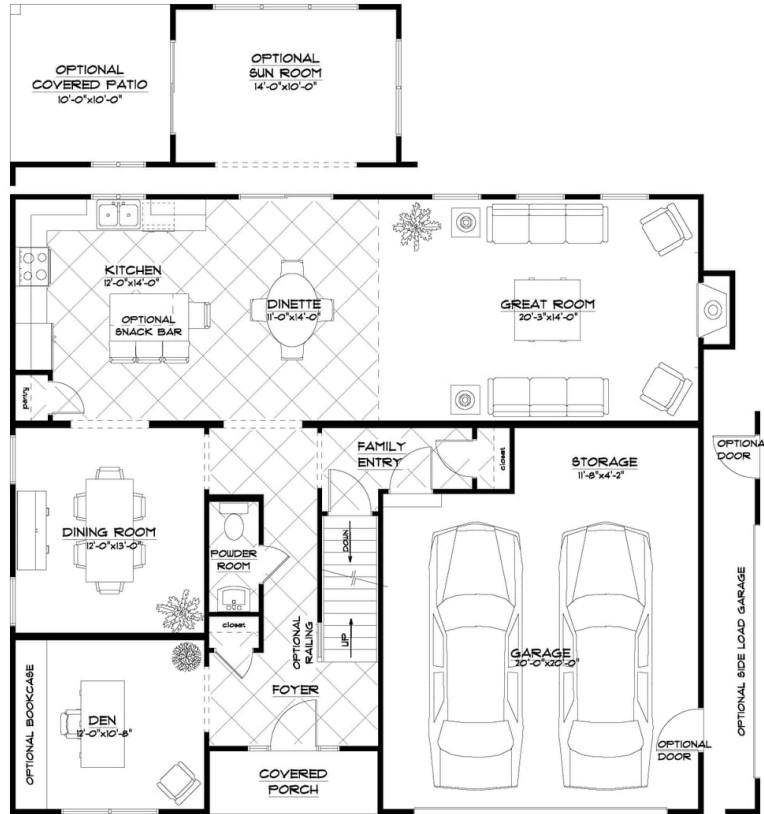 OPTIONAL
COVERED PATIO
10'-0"x10'-0"
OPTIONAL
SUN ROOM
14'-0"x10'-0"
KITCHEN
12'-0"x14'-0"
OPTIONAL
SNACK BAR
DINETTE
11'-0"x14'-0"
GREAT ROOM
20'-3"x14'-0"
pantry
FAMILY
ENTRY
closet
STORAGE
11'-8"x4'-2"
OPTIONAL
DOOR
DINING ROOM
12'-0"x13'-0"
POWDER
ROOM
DOWN
UP
closet
OPTIONAL
RAILING
GARAGE
20'-0"x20'-0"
OPTIONAL SIDE LOAD GARAGE
OPTIONAL BOOKCASE
DEN
12'-0"x10'-8"
FOYER
OPTIONAL
DOOR
COVERED
PORCH